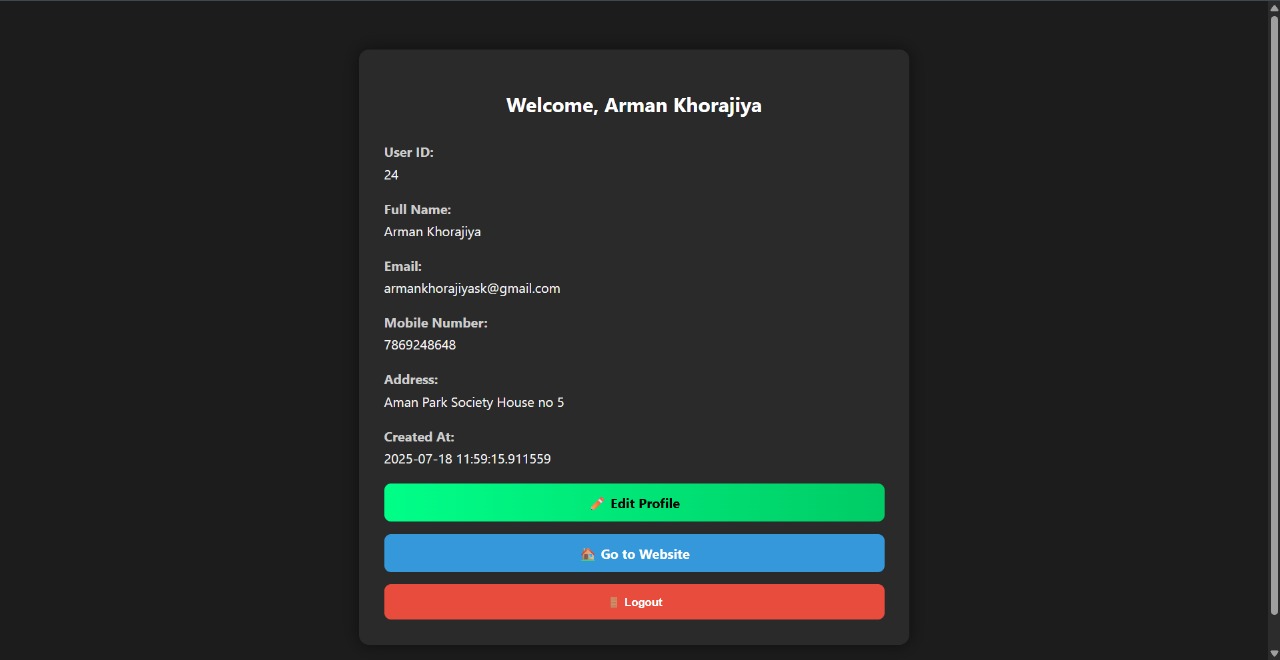 Welcome, Arman Khorajiya
User ID:
24
Full Name:
Arman Khorajiya
Email:
armankhorajiyask@gmail.com
Mobile Number:
7869248648
Address:
Aman Park Society House no 5
Created At:
2025-07-18 11:59:15.911559
✏️ Edit Profile
🏠 Go to Website
🚪 Logout